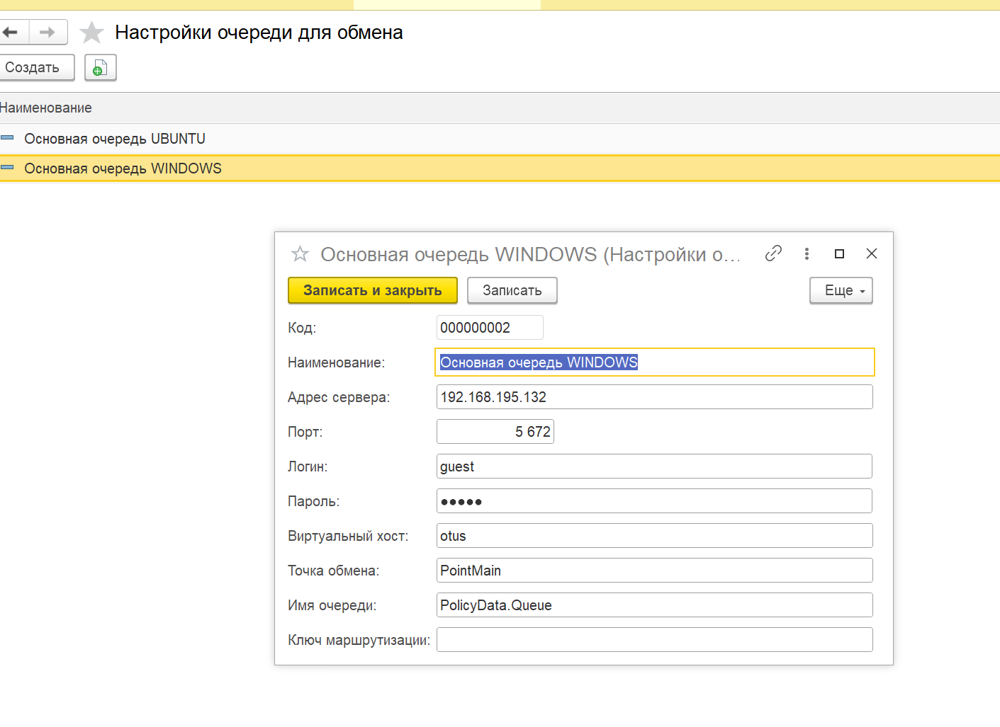 Настройки очереди для обмена
Создать
Наименование
Основная очередь UBUNTU
Основная очередь WINDOWS
Основная очередь WINDOWS (Настройки о...
Записать и закрыть Записать Еще
Код: 000000002
Наименование: Основная очередь WINDOWS
Адрес сервера: 192.168.195.132
Порт: 5 672
Логин: guest
Пароль: ●●●●●
Виртуальный хост: otus
Точка обмена: PointMain
Имя очереди: PolicyData.Queue
Ключ маршрутизации: